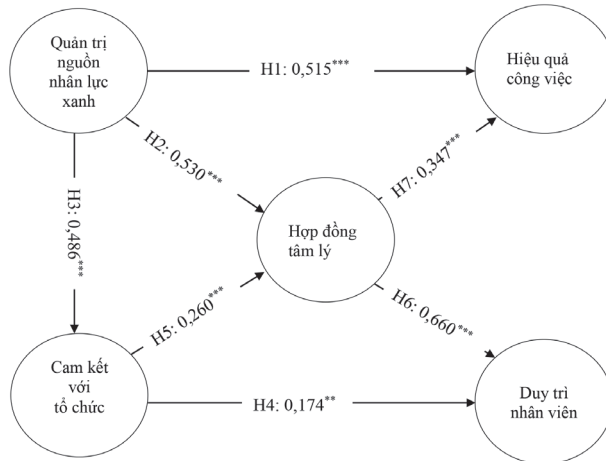 Quản trị
nguồn
nhân lực
xanh
H1: 0,515***
Hiệu quả
công việc
H2: 0,530***
H7: 0,347***
H3: 0,486***
Hợp đồng
tâm lý
H5: 0,260***
H6: 0,660***
Cam kết
với
tổ chức
H4: 0,174**
Duy trì
nhân viên